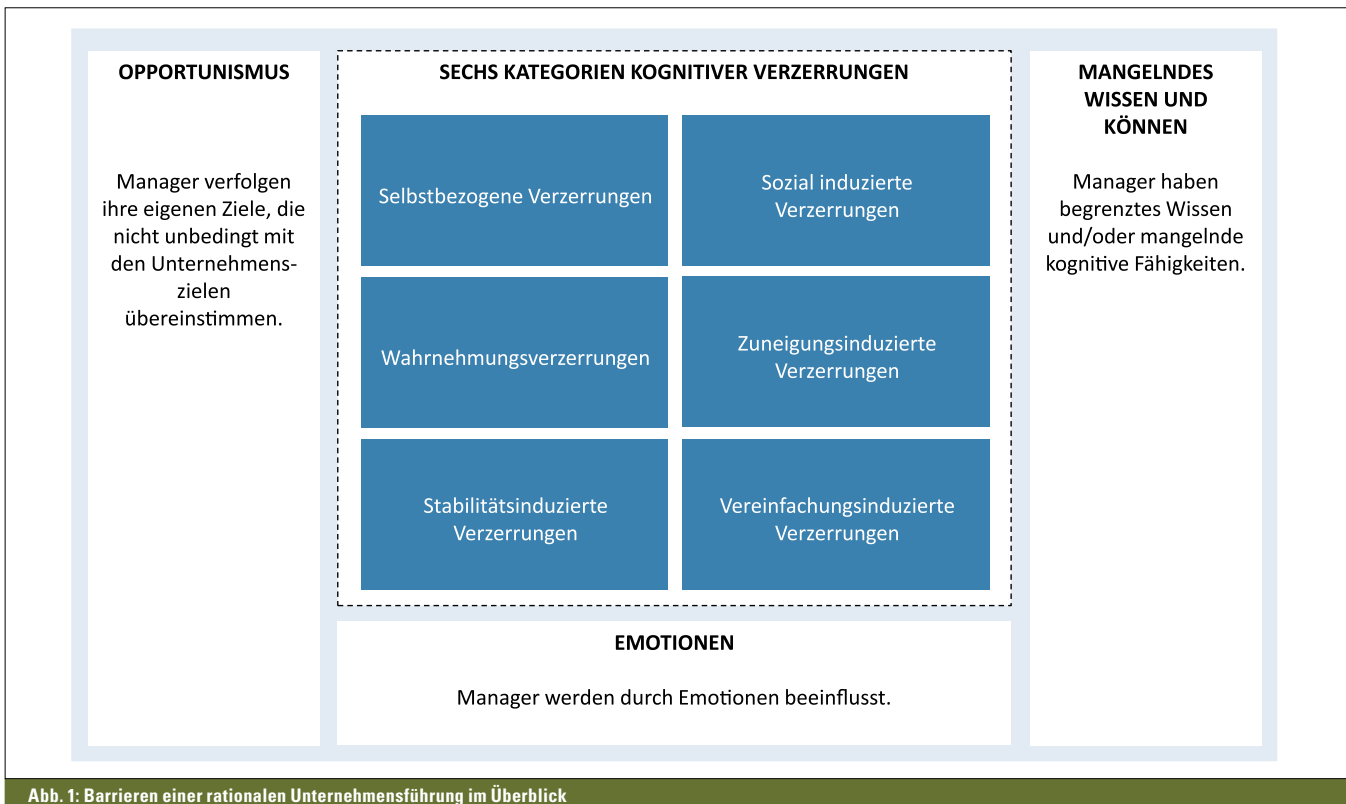 OPPORTUNISMUS
Manager verfolgen
ihre eigenen Ziele, die
nicht unbedingt mit
den Unternehmens-
zielen
übereinstimmen.
SECHS KATEGORIEN KOGNITIVER VERZERRUNGEN
Selbstbezogene Verzerrungen
Sozial induzierte
Verzerrungen
Wahrnehmungsverzerrungen
Zuneigungsinduzierte
Verzerrungen
Stabilitätsinduzierte
Verzerrungen
Vereinfachungsinduzierte
Verzerrungen
MANGELNDES
WISSEN UND
KÖNNEN
Manager haben
begrenztes Wissen
und/oder mangelnde
kognitive Fähigkeiten.
EMOTIONEN
Manager werden durch Emotionen beeinflusst.
Abb. 1: Barrieren einer rationalen Unternehmensführung im Überblick